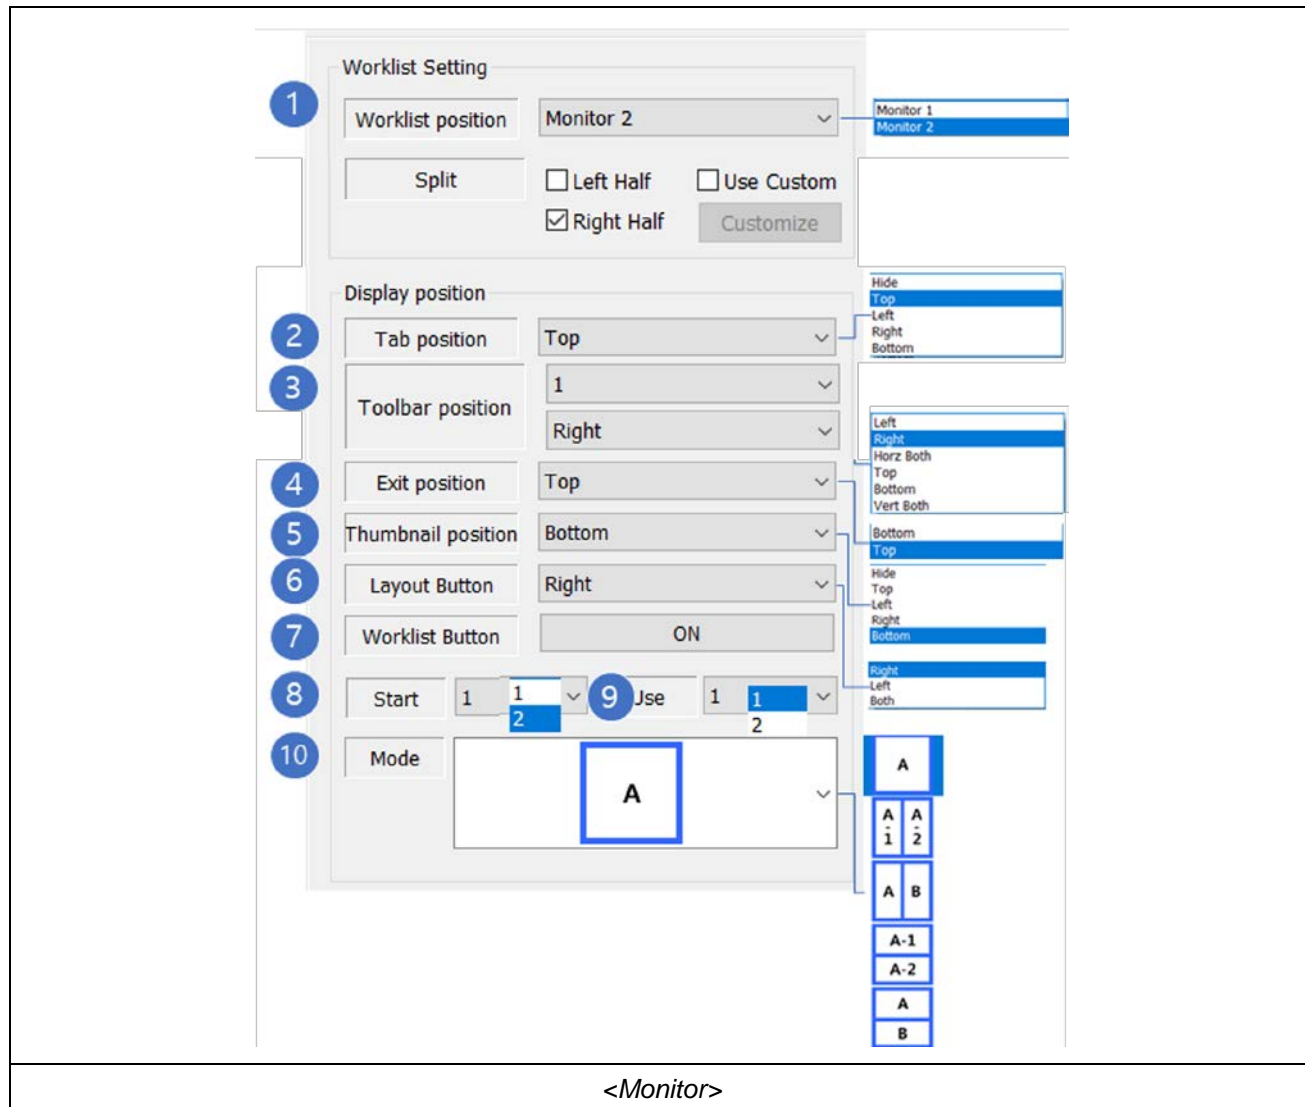 Worklist Setting
1
Worklist position
Monitor 2
Monitor 1
Monitor 2
Split
Left Half
Use Custom
Right Half
Customize
Display position
2
Tab position
Top
Hide
Top
Left
Right
Bottom
3
Toolbar position
1
Right
Left
Right
Horz Both
Top
Bottom
Vert Both
4
Exit position
Top
Bottom
Top
5
Thumbnail position
Bottom
Hide
Top
Left
Right
Bottom
6
Layout Button
Right
Right
Left
Both
7
Worklist Button
ON
8
Start
1
1
2
9
Use
1
1
2
10
Mode
A
A
A-1
A-2
A B
A-1
A-2
A
B
<Monitor>